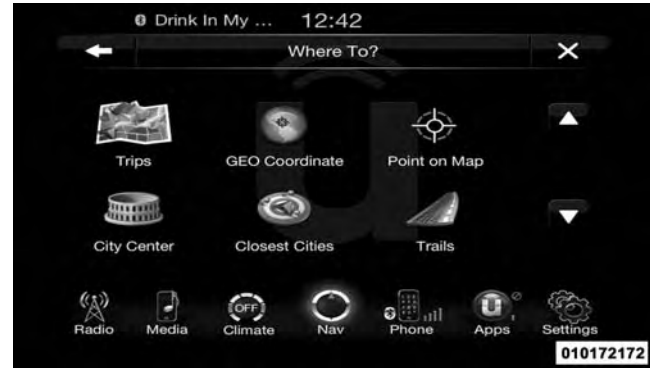 Drink In My ... 12:42
Where To?
Trips GEO Coordinate Point on Map
City Center Closest Cities Trails
OFF
Radio Media Climate Nav Phone Apps Settings
010172172